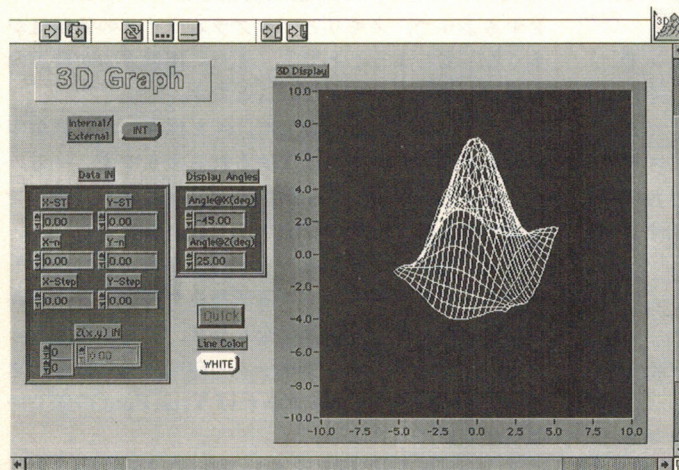 3D
3D Graph
3D Display
Internal/
External
INT
Data IN
Display Angles
X-ST
Y-ST
0.00
0.00
X-n
Y-n
0.00
0.00
X-Step
Y-Step
0.00
0.00
Z(x,y) IN
0
0
0.00
Angle@X(deg)
-45.00
Angle@Z(deg)
25.00
Quick
Line Color
WHITE
10.0
8.0
6.0
4.0
2.0
0.0
-2.0
-4.0
-6.0
-8.0
-10.0
-10.0 -7.5 -5.0 -2.5 0.0 2.5 5.0 7.5 10.0